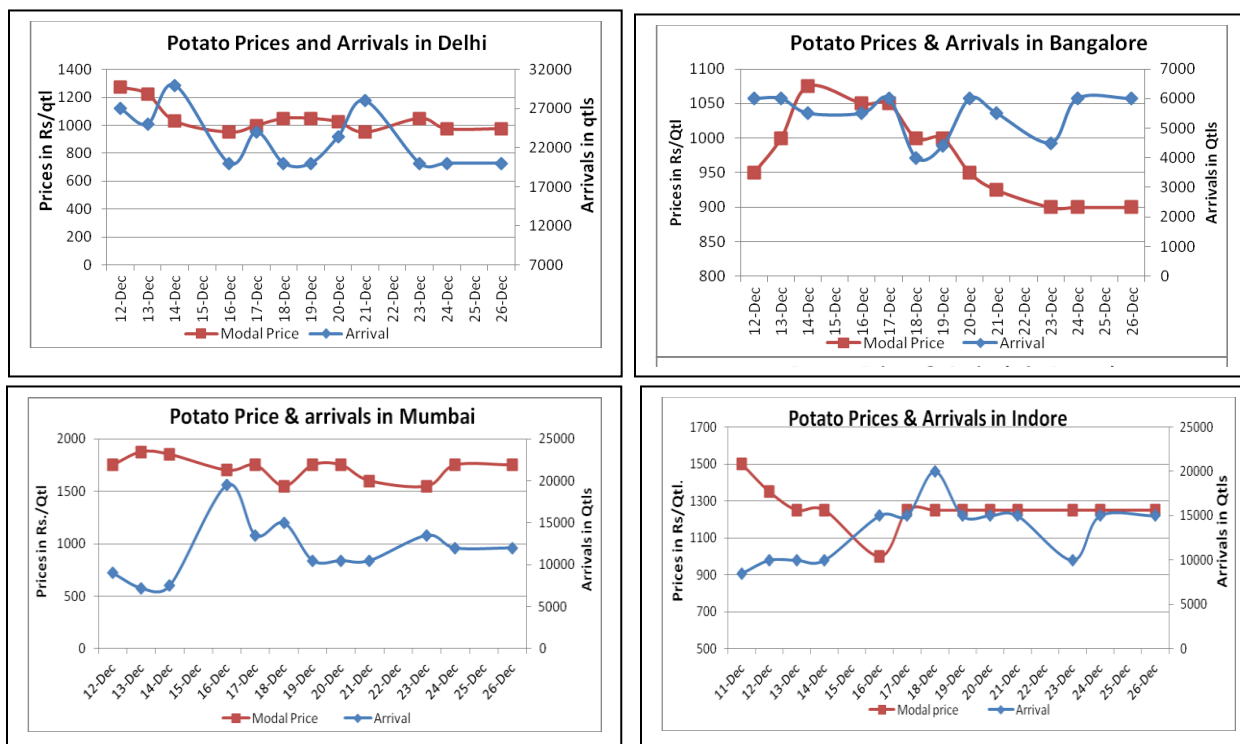 Potato Prices and Arrivals in Delhi
Prices in Rs/qtl
1400
1200
1000
800
600
400
200
0
32000
27000
22000
17000
12000
7000
Arrivals in qtls
12-Dec
13-Dec
14-Dec
15-Dec
16-Dec
17-Dec
18-Dec
19-Dec
20-Dec
21-Dec
22-Dec
23-Dec
24-Dec
25-Dec
26-Dec
Modal Price Arrival
Potato Prices & Arrivals in Bangalore
Prices in Rs/Qtl
1100
1050
1000
950
900
850
800
7000
6000
5000
4000
3000
2000
1000
0
Arrivals in Qtls
12-Dec
13-Dec
14-Dec
15-Dec
16-Dec
17-Dec
18-Dec
19-Dec
20-Dec
21-Dec
22-Dec
23-Dec
24-Dec
25-Dec
26-Dec
Modal Price Arrival
Potato Price & arrivals in Mumbai
Prices in Rs./Qtl
2000
1500
1000
500
0
25000
20000
15000
10000
5000
0
Arrivals in Qtls
12-Dec
13-Dec
14-Dec
15-Dec
16-Dec
17-Dec
18-Dec
19-Dec
20-Dec
21-Dec
22-Dec
23-Dec
24-Dec
25-Dec
26-Dec
Modal Price Arrival
Potato Prices & Arrivals in Indore
Prices in Rs/Qtl.
1700
1500
1300
1100
900
700
500
25000
20000
15000
10000
5000
0
Arrivals in Qtls
11-Dec
12-Dec
13-Dec
14-Dec
15-Dec
16-Dec
17-Dec
18-Dec
19-Dec
20-Dec
21-Dec
22-Dec
23-Dec
24-Dec
25-Dec
26-Dec
Modal price Arrival